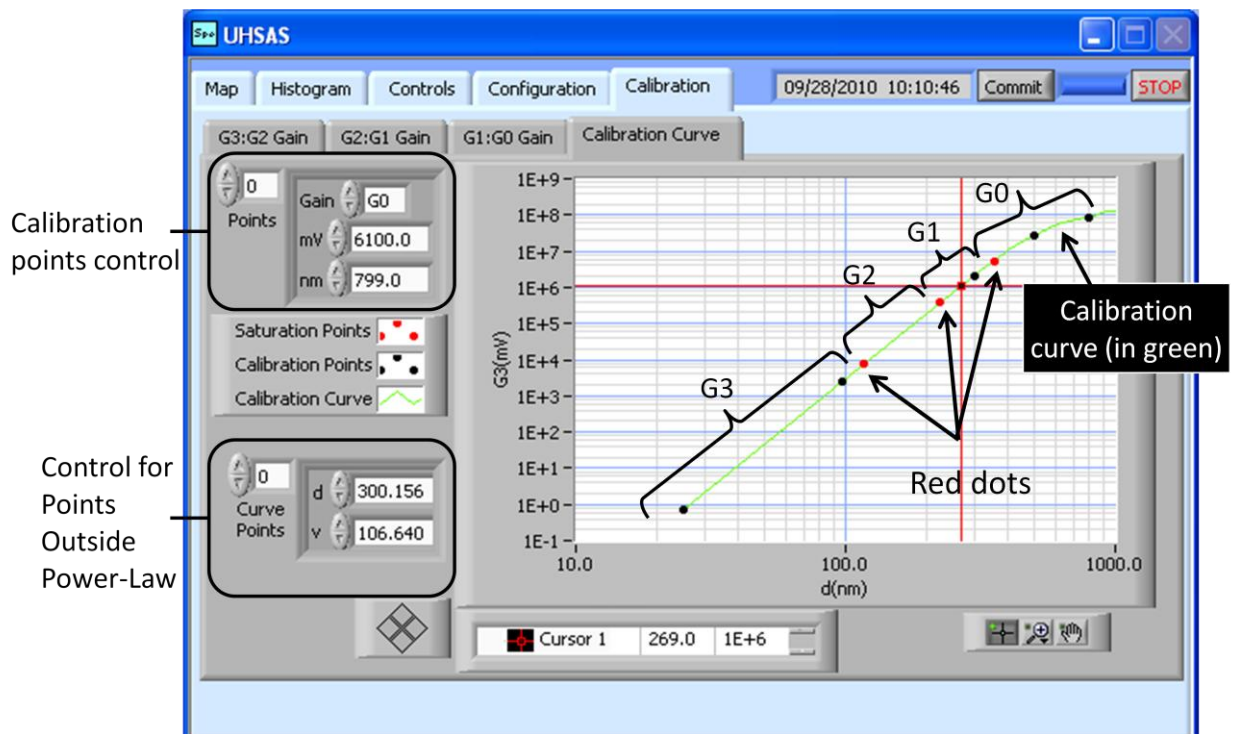 Spe UHSAS
Map Histogram Controls Configuration Calibration 09/28/2010 10:10:46 Commit STOP
G3:G2 Gain G2:G1 Gain G1:G0 Gain Calibration Curve
Calibration
points control
0
Points
Gain G0
mV 6100.0
nm 799.0
Saturation Points
Calibration Points
Calibration Curve
Control for
Points
Outside
Power-Law
0
Curve
Points
d 300.156
v 106.640
G3(mV)
1E+9
1E+8
1E+7
1E+6
1E+5
1E+4
1E+3
1E+2
1E+1
1E+0
1E-1
10.0 100.0 1000.0
d(nm)
G0
G1
G2
G3
Calibration
curve (in green)
Red dots
Cursor 1 269.0 1E+6